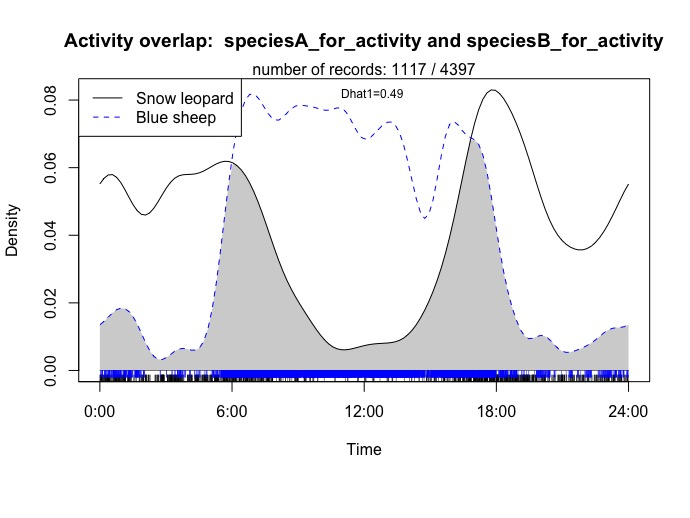 Activity overlap:  speciesA_for_activity and speciesB_for_activity
number of records: 1117 / 4397
Dhat1=0.49
Snow leopard
Blue sheep
Density
0.08
0.06
0.04
0.02
0.00
0:00 6:00 12:00 18:00 24:00
Time